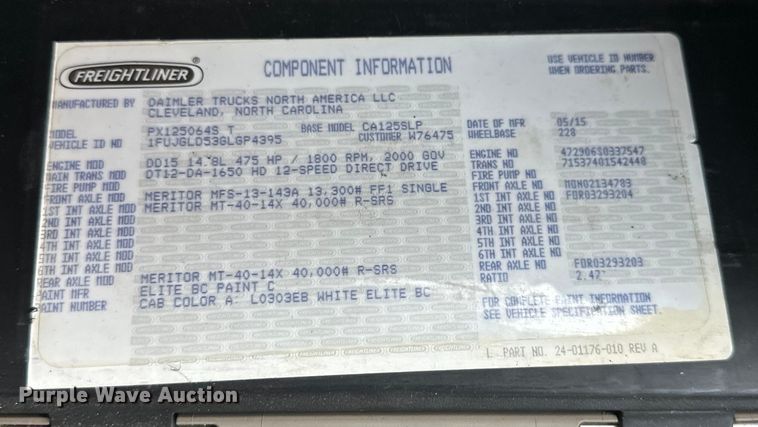 FREIGHTLINER®
COMPONENT INFORMATION
USE VEHICLE ID NUMBER
WHEN ORDERING PARTS.
MANUFACTURED BY DAIMLER TRUCKS NORTH AMERICA LLC
CLEVELAND, NORTH CAROLINA
MODEL PX125064S T BASE MODEL CA125SLP DATE OF MFR 05/15
VEHICLE ID NO 1FUJGLD53GLGP4395 CUSTOMER W76475 WHEELBASE 228
ENGINE MOD DD15 14.8L 475 HP / 1800 RPM, 2000 GOV ENGINE NO 472906S0337547
MAIN TRANS MOD DT12-DA-1650 HD 12-SPEED DIRECT DRIVE TRANS NO 71537401542448
FIRE PUMP MOD FIRE PUMP NO
FRONT AXLE MOD MERITOR MFS-13-143A 13,300# FF1 SINGLE FRONT AXLE NO MON02134783
1ST INT AXLE MOD MERITOR MT-40-14X 40,000# R-SRS 1ST INT AXLE NO FOR03293204
2ND INT AXLE MOD 2ND INT AXLE NO
3RD INT AXLE MOD 3RD INT AXLE NO
4TH INT AXLE MOD 4TH INT AXLE NO
5TH INT AXLE MOD 5TH INT AXLE NO
6TH INT AXLE MOD 6TH INT AXLE NO
REAR AXLE MOD MERITOR MT-40-14X 40,000# R-SRS REAR AXLE NO FOR03293203
PAINT MFR ELITE BC PAINT C RATIO 2.42
PAINT NUMBER CAB COLOR A: L0303EB WHITE ELITE BC
FOR COMPLETE PAINT INFORMATION
SEE VEHICLE SPECIFICATION SHEET.
L PART NO. 24-01176-010 REV A
Purple Wave Auction